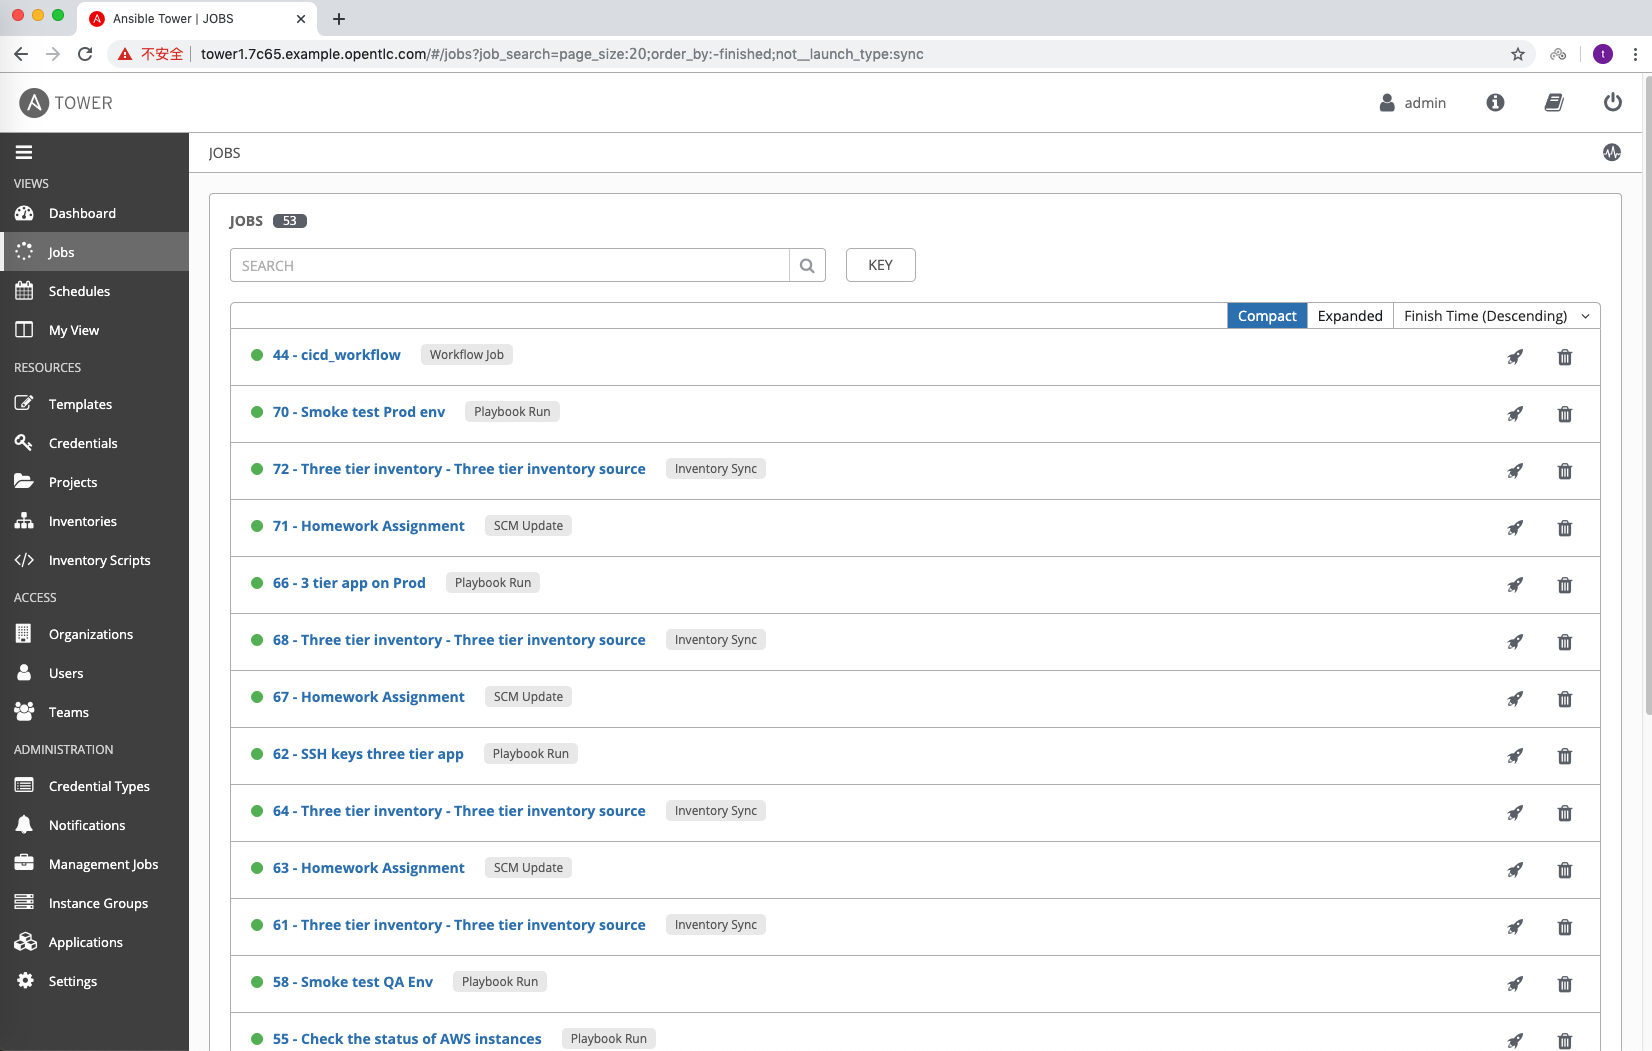 Ansible Tower | JOBS
不安全
tower1.7c65.example.opentlc.com/#/jobs?job_search=page_size:20;order_by:-finished;not__launch_type:sync
t
TOWER
admin
VIEWS
Dashboard
Jobs
Schedules
My View
RESOURCES
Templates
Credentials
Projects
Inventories
Inventory Scripts
ACCESS
Organizations
Users
Teams
ADMINISTRATION
Credential Types
Notifications
Management Jobs
Instance Groups
Applications
Settings
JOBS
JOBS 53
SEARCH
KEY
Compact Expanded Finish Time (Descending)
44 - cicd_workflow Workflow Job
70 - Smoke test Prod env Playbook Run
72 - Three tier inventory - Three tier inventory source Inventory Sync
71 - Homework Assignment SCM Update
66 - 3 tier app on Prod Playbook Run
68 - Three tier inventory - Three tier inventory source Inventory Sync
67 - Homework Assignment SCM Update
62 - SSH keys three tier app Playbook Run
64 - Three tier inventory - Three tier inventory source Inventory Sync
63 - Homework Assignment SCM Update
61 - Three tier inventory - Three tier inventory source Inventory Sync
58 - Smoke test QA Env Playbook Run
55 - Check the status of AWS instances Playbook Run